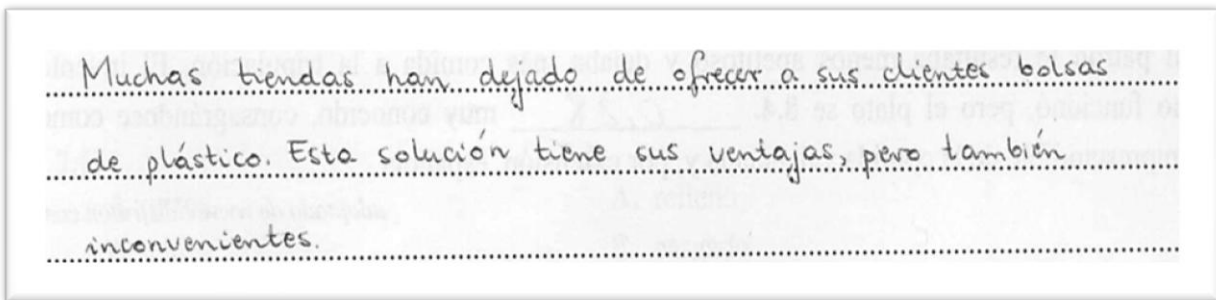 Muchas tiendas han dejado de ofrecer a sus clientes bolsas
de plástico. Esta solución tiene sus ventajas, pero también
inconvenientes.